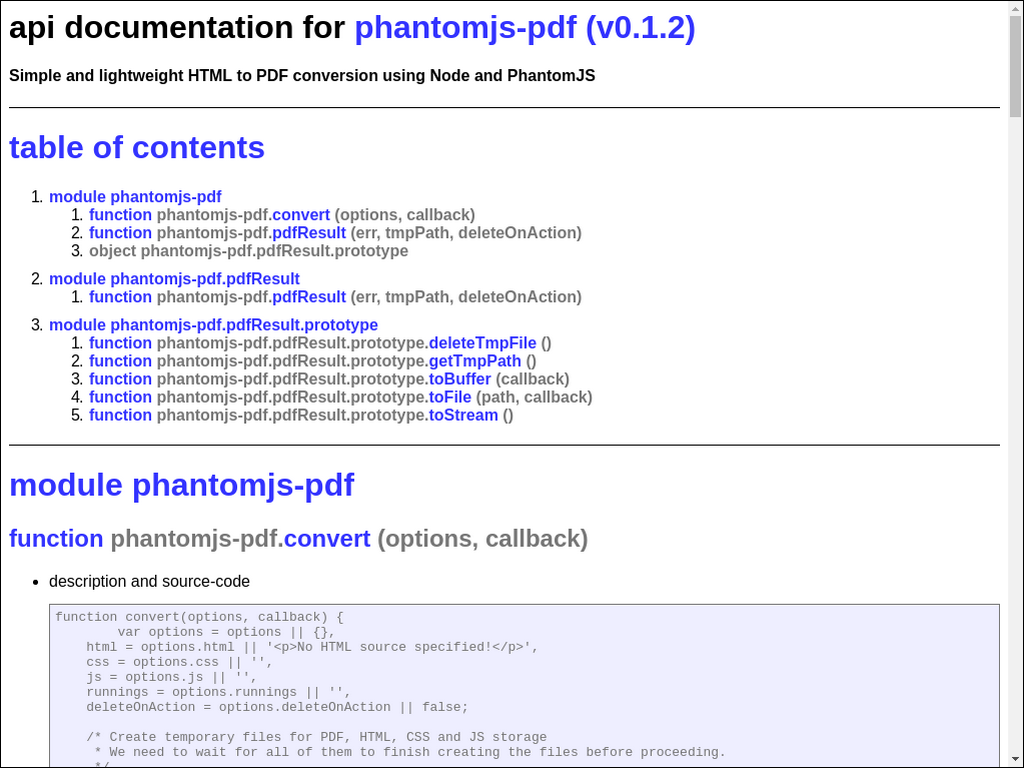 api documentation for phantomjs-pdf (v0.1.2)
Simple and lightweight HTML to PDF conversion using Node and PhantomJS
table of contents
1. module phantomjs-pdf
1. function phantomjs-pdf.convert (options, callback)
2. function phantomjs-pdf.pdfResult (err, tmpPath, deleteOnAction)
3. object phantomjs-pdf.pdfResult.prototype
2. module phantomjs-pdf.pdfResult
1. function phantomjs-pdf.pdfResult (err, tmpPath, deleteOnAction)
3. module phantomjs-pdf.pdfResult.prototype
1. function phantomjs-pdf.pdfResult.prototype.deleteTmpFile ()
2. function phantomjs-pdf.pdfResult.prototype.getTmpPath ()
3. function phantomjs-pdf.pdfResult.prototype.toBuffer (callback)
4. function phantomjs-pdf.pdfResult.prototype.toFile (path, callback)
5. function phantomjs-pdf.pdfResult.prototype.toStream ()
module phantomjs-pdf
function phantomjs-pdf.convert (options, callback)
• description and source-code
function convert(options, callback) {
        var options = options || {},
    html = options.html || '<p>No HTML source specified!</p>',
    css = options.css || '',
    js = options.js || '',
    runnings = options.runnings || '',
    deleteOnAction = options.deleteOnAction || false;
    /* Create temporary files for PDF, HTML, CSS and JS storage
     * We need to wait for all of them to finish creating the files before proceeding.
     */